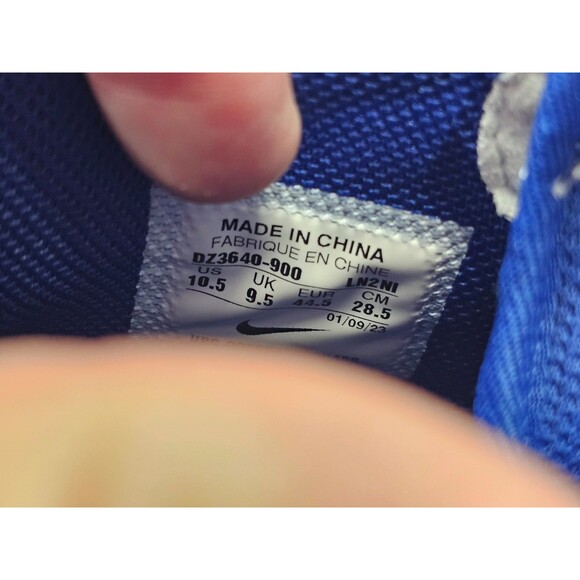 MADE IN CHINA
FABRIQUE EN CHINE
DZ3640-900 LN2NI
US UK EUR CM
10.5 9.5 44.5 28.5
01/09/23